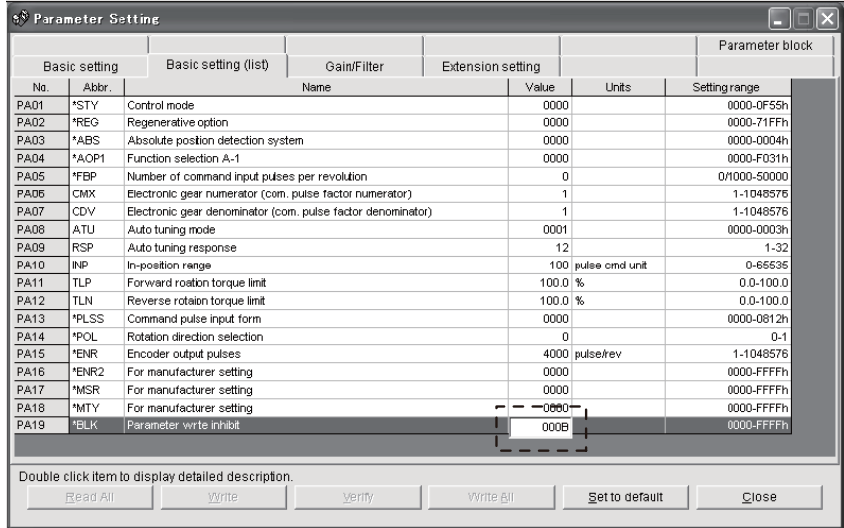 Parameter Setting
Parameter block
Basic setting Basic setting (list) Gain/Filter Extension setting
No. Abbr. Name Value Units Setting range
PA01 *STY Control mode 0000 0000-0F55h
PA02 *REG Regenerative option 0000 0000-71FFh
PA03 *ABS Absolute position detection system 0000 0000-0004h
PA04 *AOP1 Function selection A-1 0000 0000-F031h
PA05 *FBP Number of command input pulses per revolution 0 0/1000-50000
PA06 CMX Electronic gear numerator (com. pulse factor numerator) 1 1-1048576
PA07 CDV Electronic gear denominator (com. pulse factor denominator) 1 1-1048576
PA08 ATU Auto tuning mode 0001 0000-0003h
PA09 RSP Auto tuning response 12 1-32
PA10 INP In-position range 100 pulse cmd unit 0-65535
PA11 TLP Forward roation torque limit 100.0 % 0.0-100.0
PA12 TLN Reverse rotaion torque limit 100.0 % 0.0-100.0
PA13 *PLSS Command pulse input form 0000 0000-0812h
PA14 *POL Rotation direction selection 0 0-1
PA15 *ENR Encoder output pulses 4000 pulse/rev 1-1048576
PA16 *ENR2 For manufacturer setting 0000 0000-FFFFh
PA17 *MSR For manufacturer setting 0000 0000-FFFFh
PA18 *MTY For manufacturer setting 0000 0000-FFFFh
PA19 *BLK Parameter wrte inhibit 000B 0000-FFFFh
Double click item to display detailed description.
Read All Write Verify Write All Set to default Close